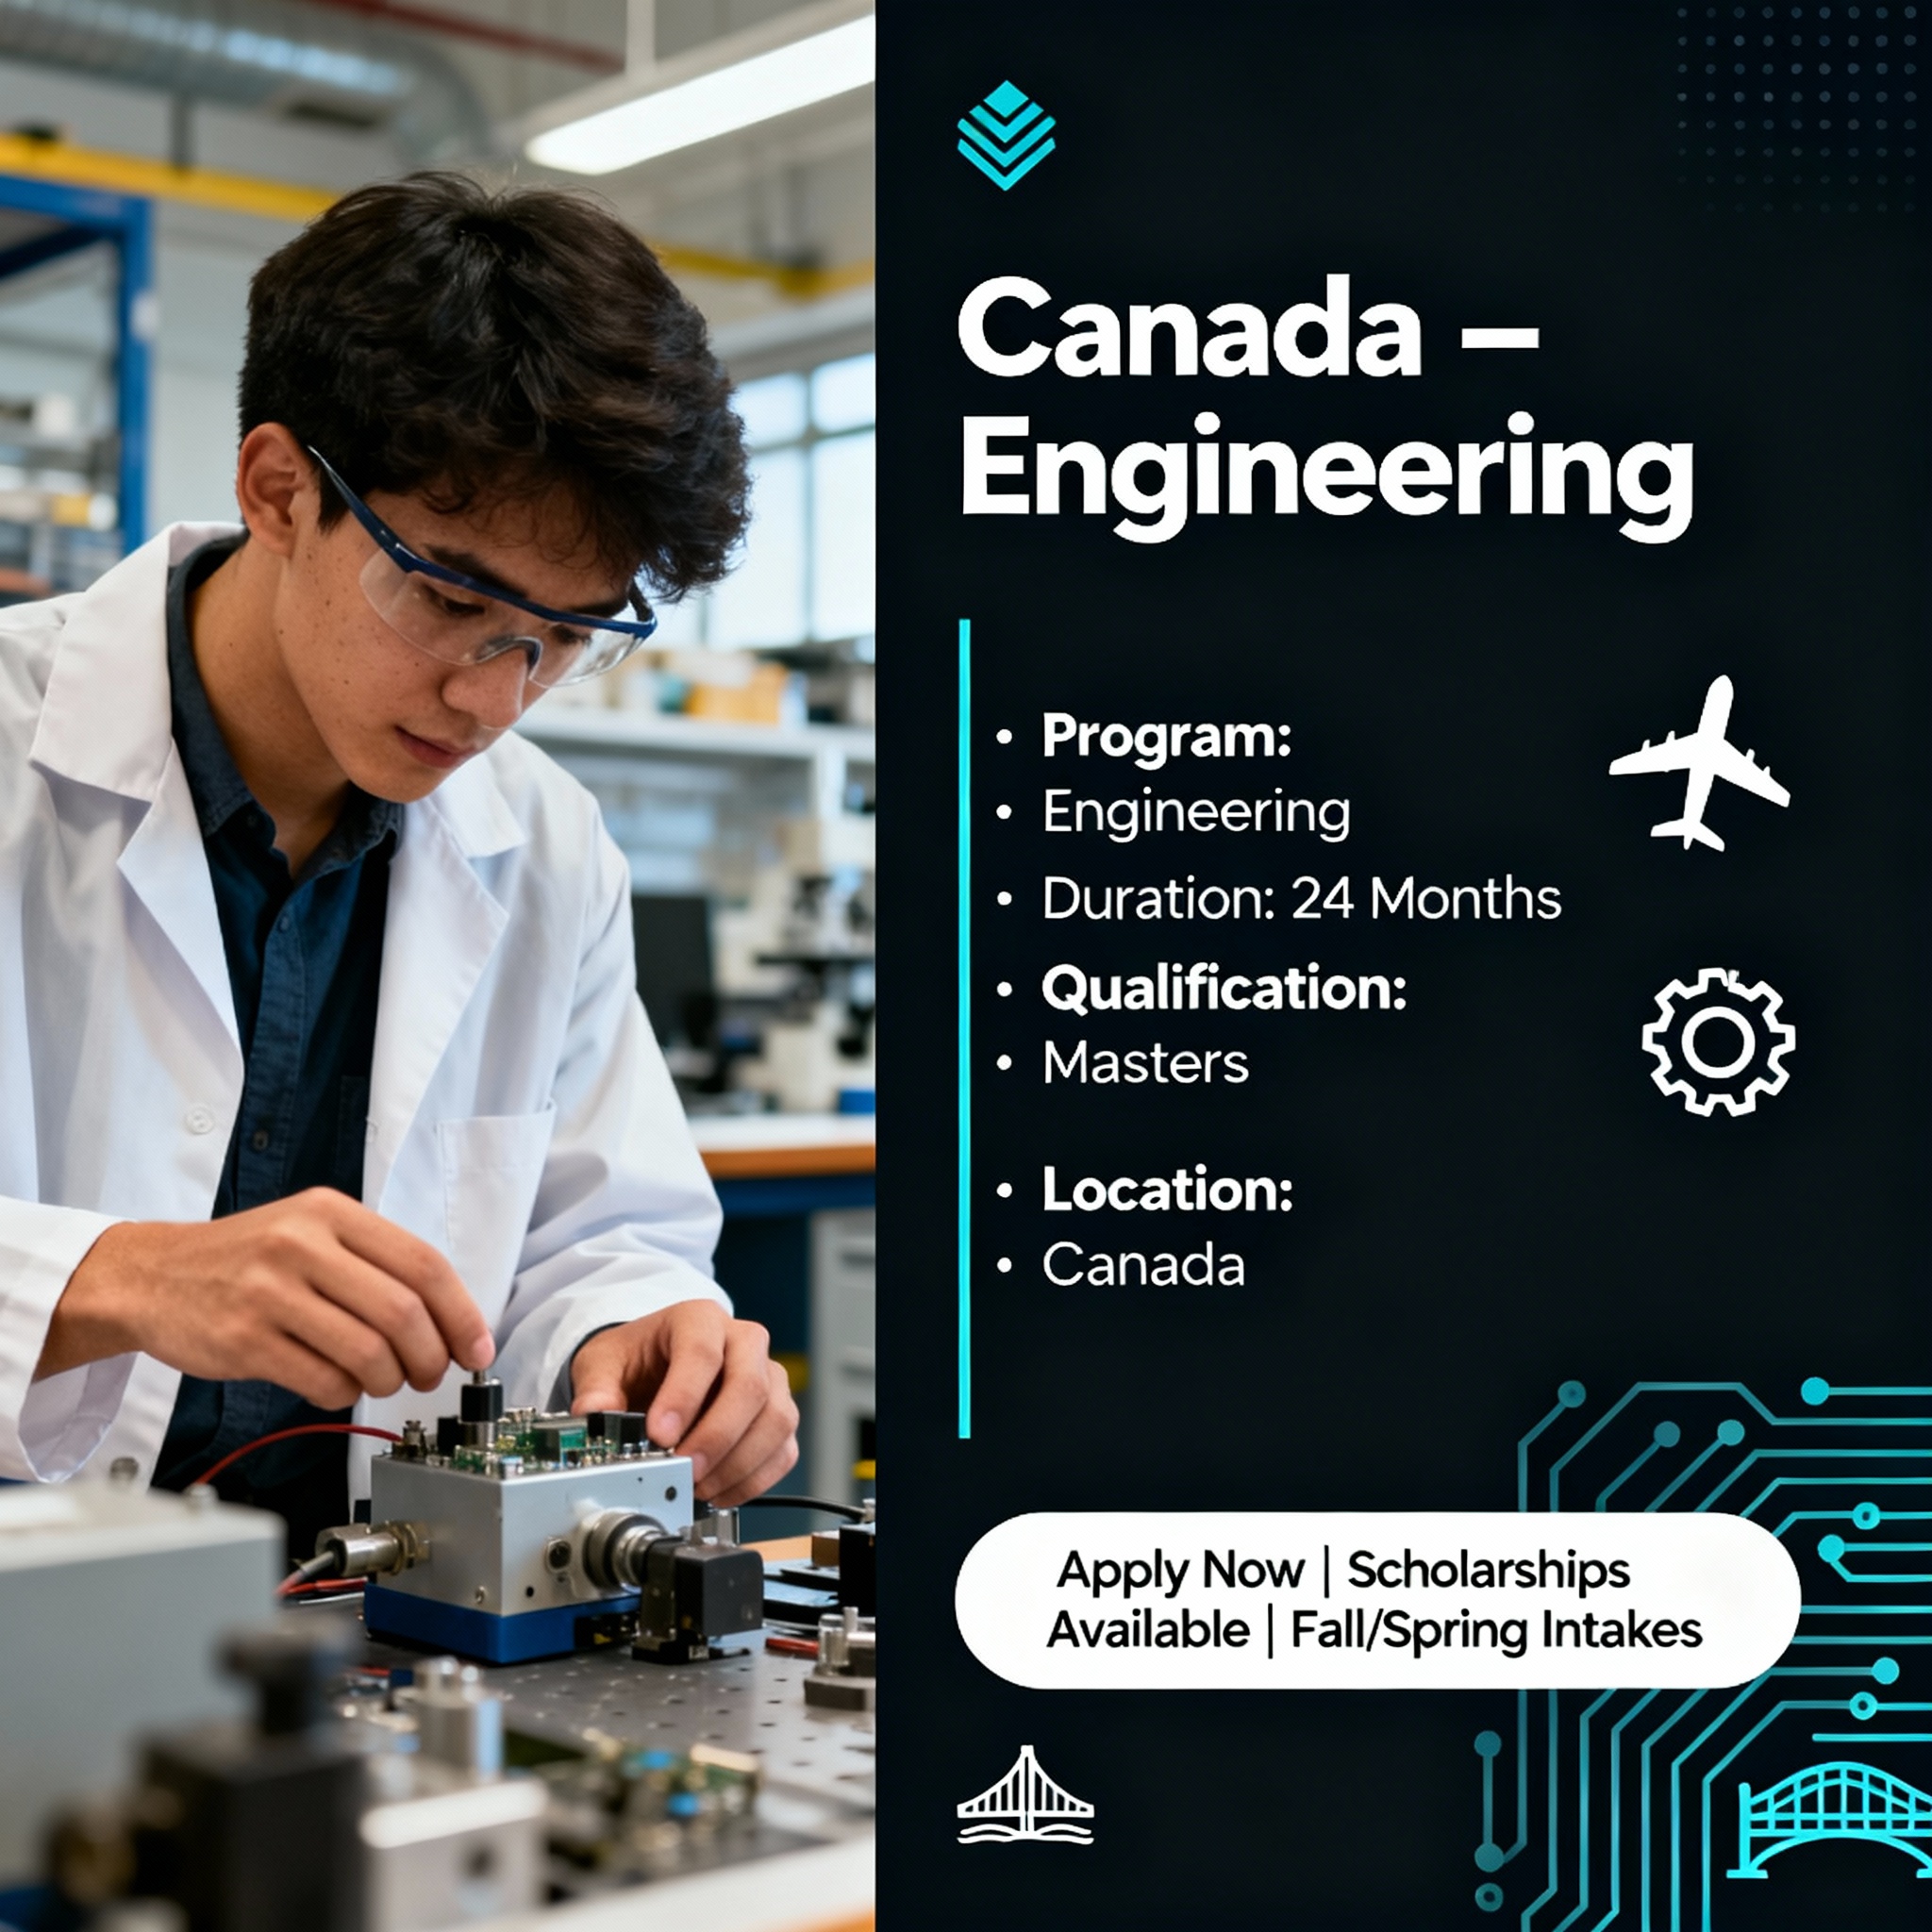 Canada –
Engineering
• Program:
• Engineering
• Duration: 24 Months
• Qualification:
• Masters
• Location:
• Canada
Apply Now | Scholarships
Available | Fall/Spring Intakes